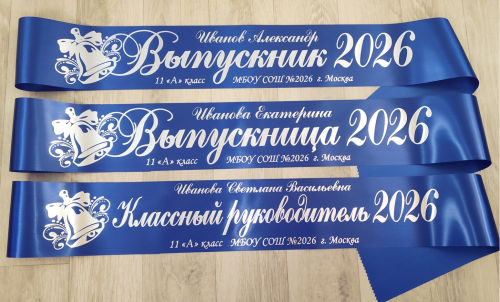 Иванов Александр
Выпускник 2026
11 «А» класс МБОУ СОШ №2026 г. Москва
Иванова Екатерина
Выпускница 2026
11 «А» класс МБОУ СОШ №2026 г. Москва
Иванова Светлана Васильевна
Классный руководитель 2026
11 «А» класс МБОУ СОШ №2026 г. Москва